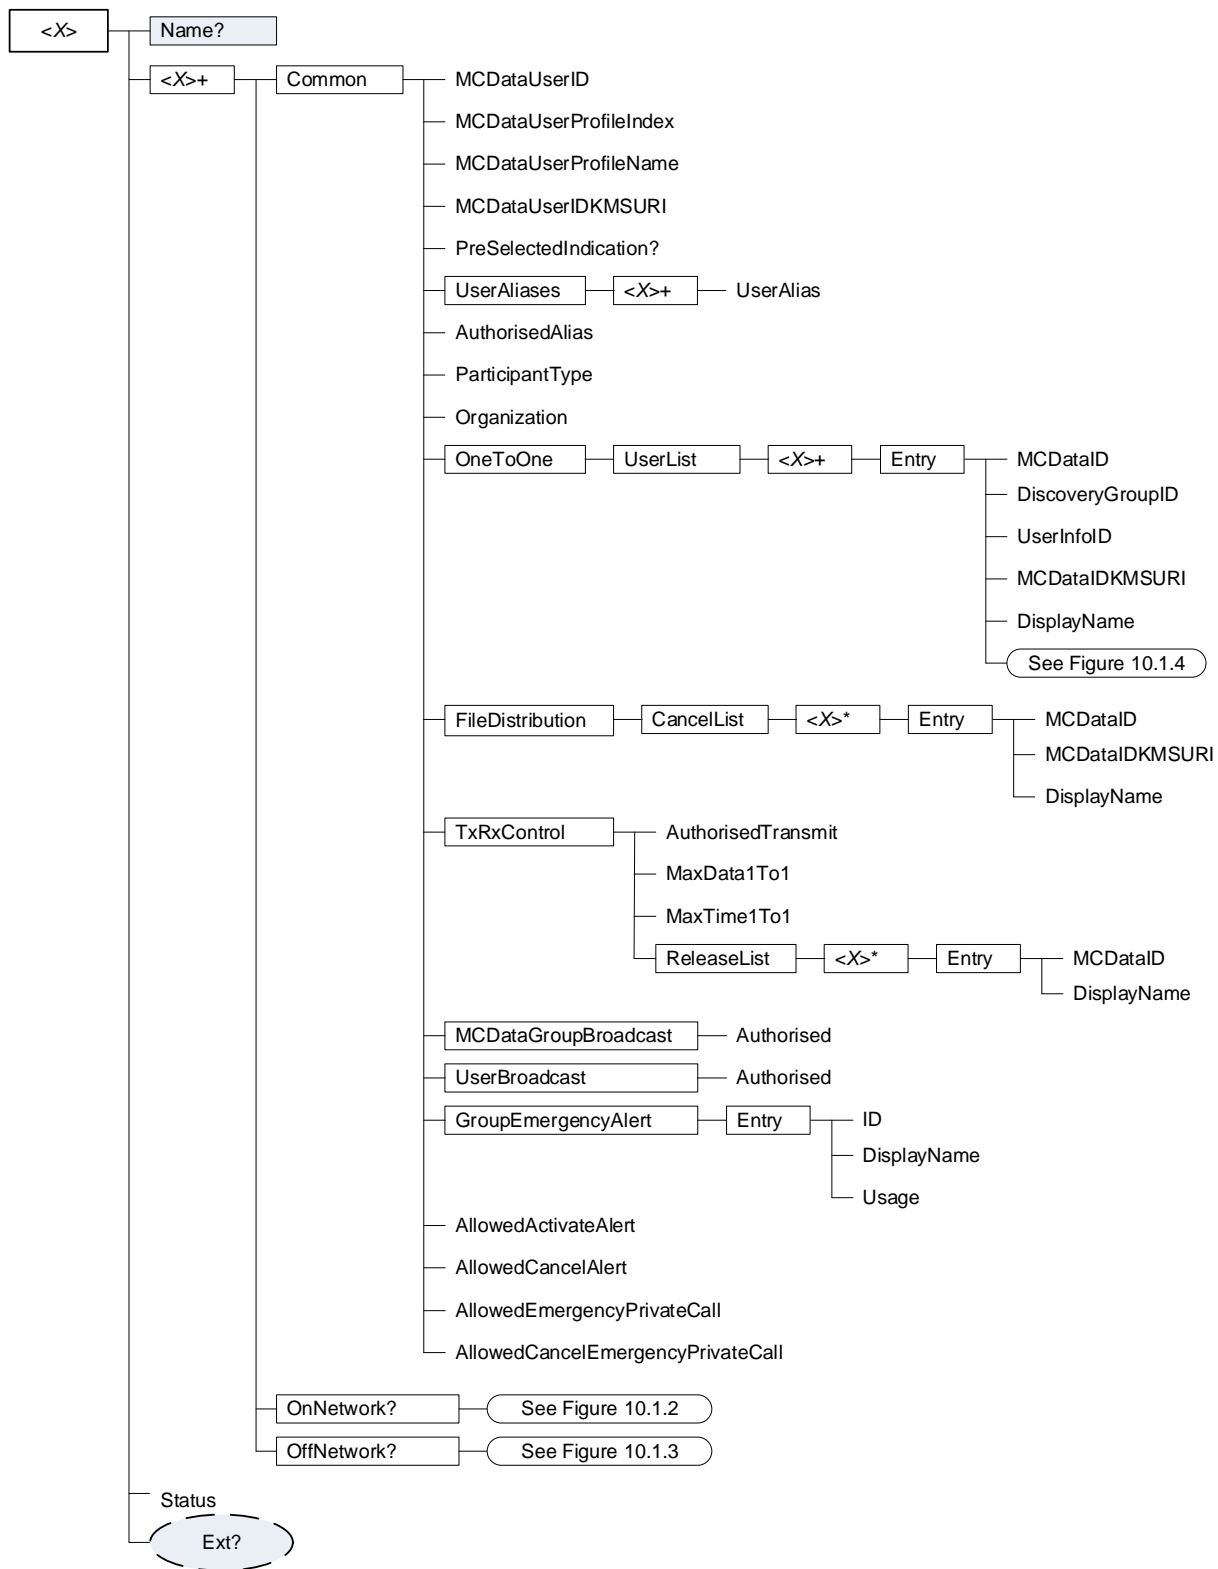 <X> Name?
<X>+ Common MCDataUserID
MCDataUserProfileIndex
MCDataUserProfileName
MCDataUserIDKMSURI
PreSelectedIndication?
UserAliases <X>+ UserAlias
AuthorisedAlias
ParticipantType
Organization
OneToOne UserList <X>+ Entry MCDataID
DiscoveryGroupID
UserInfoID
MCDataIDKMSURI
DisplayName
See Figure 10.1.4
FileDistribution CancelList <X>* Entry MCDataID
MCDataIDKMSURI
DisplayName
TxRxControl AuthorisedTransmit
MaxData1To1
MaxTime1To1
ReleaseList <X>* Entry MCDataID
DisplayName
MCDataGroupBroadcast Authorised
UserBroadcast Authorised
GroupEmergencyAlert Entry ID
DisplayName
Usage
AllowedActivateAlert
AllowedCancelAlert
AllowedEmergencyPrivateCall
AllowedCancelEmergencyPrivateCall
OnNetwork? See Figure 10.1.2
OffNetwork? See Figure 10.1.3
Status
Ext?